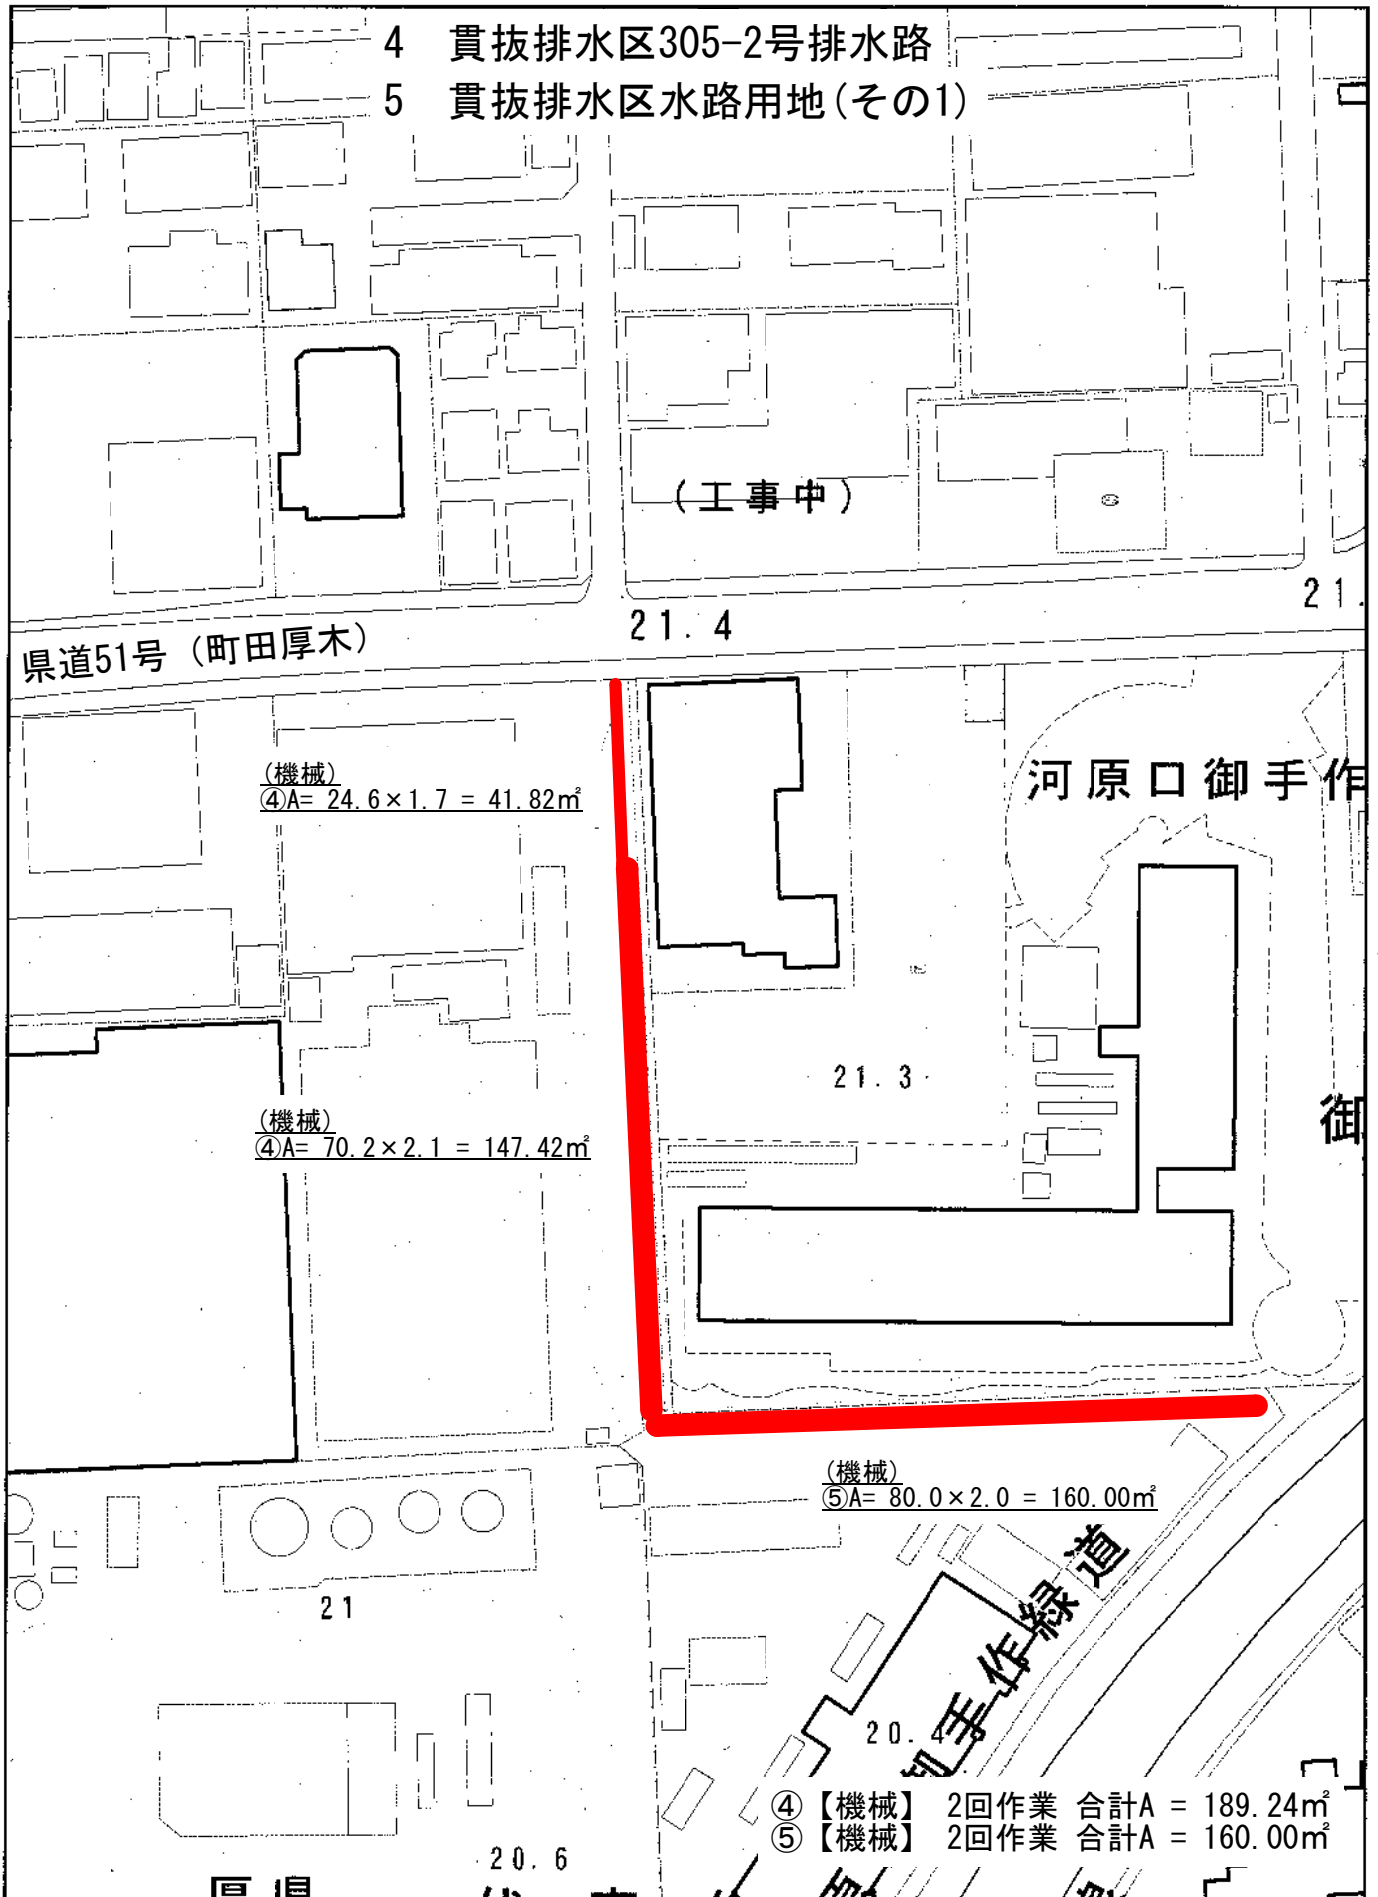 4　貫抜排水区305-2号排水路
5　貫抜排水区水路用地(その1)
(工事中)
21.
21.4
県道51号（町田厚木）
(機械)
④A= 24.6×1.7 = 41.82㎡
河原口御手作
21.3
(機械)
④A= 70.2×2.1 = 147.42㎡
御
(機械)
⑤A= 80.0×2.0 = 160.00㎡
21
御手作緑道
20.4
④【機械】 2回作業 合計A = 189.24㎡
⑤【機械】 2回作業 合計A = 160.00㎡
20.6